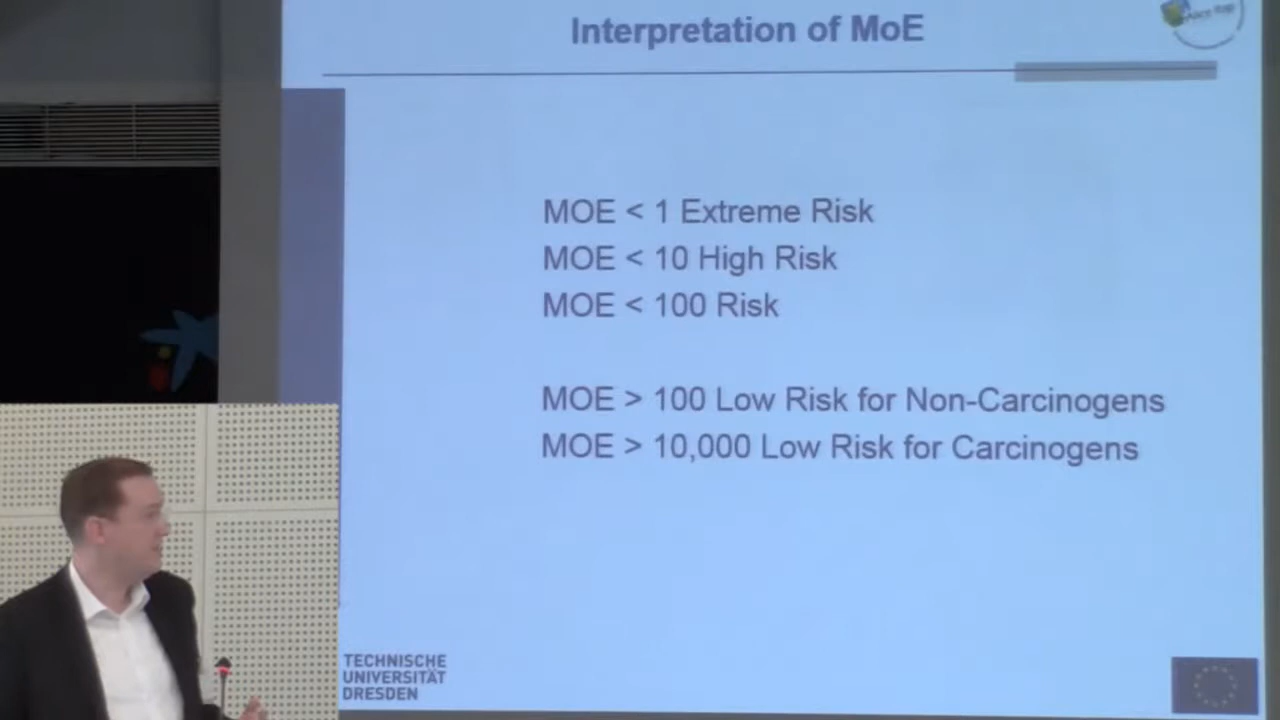 Interpretation of MoE
MOE < 1 Extreme Risk
MOE < 10 High Risk
MOE < 100 Risk
MOE > 100 Low Risk for Non-Carcinogens
MOE > 10,000 Low Risk for Carcinogens
TECHNISCHE
UNIVERSITÄT
DRESDEN